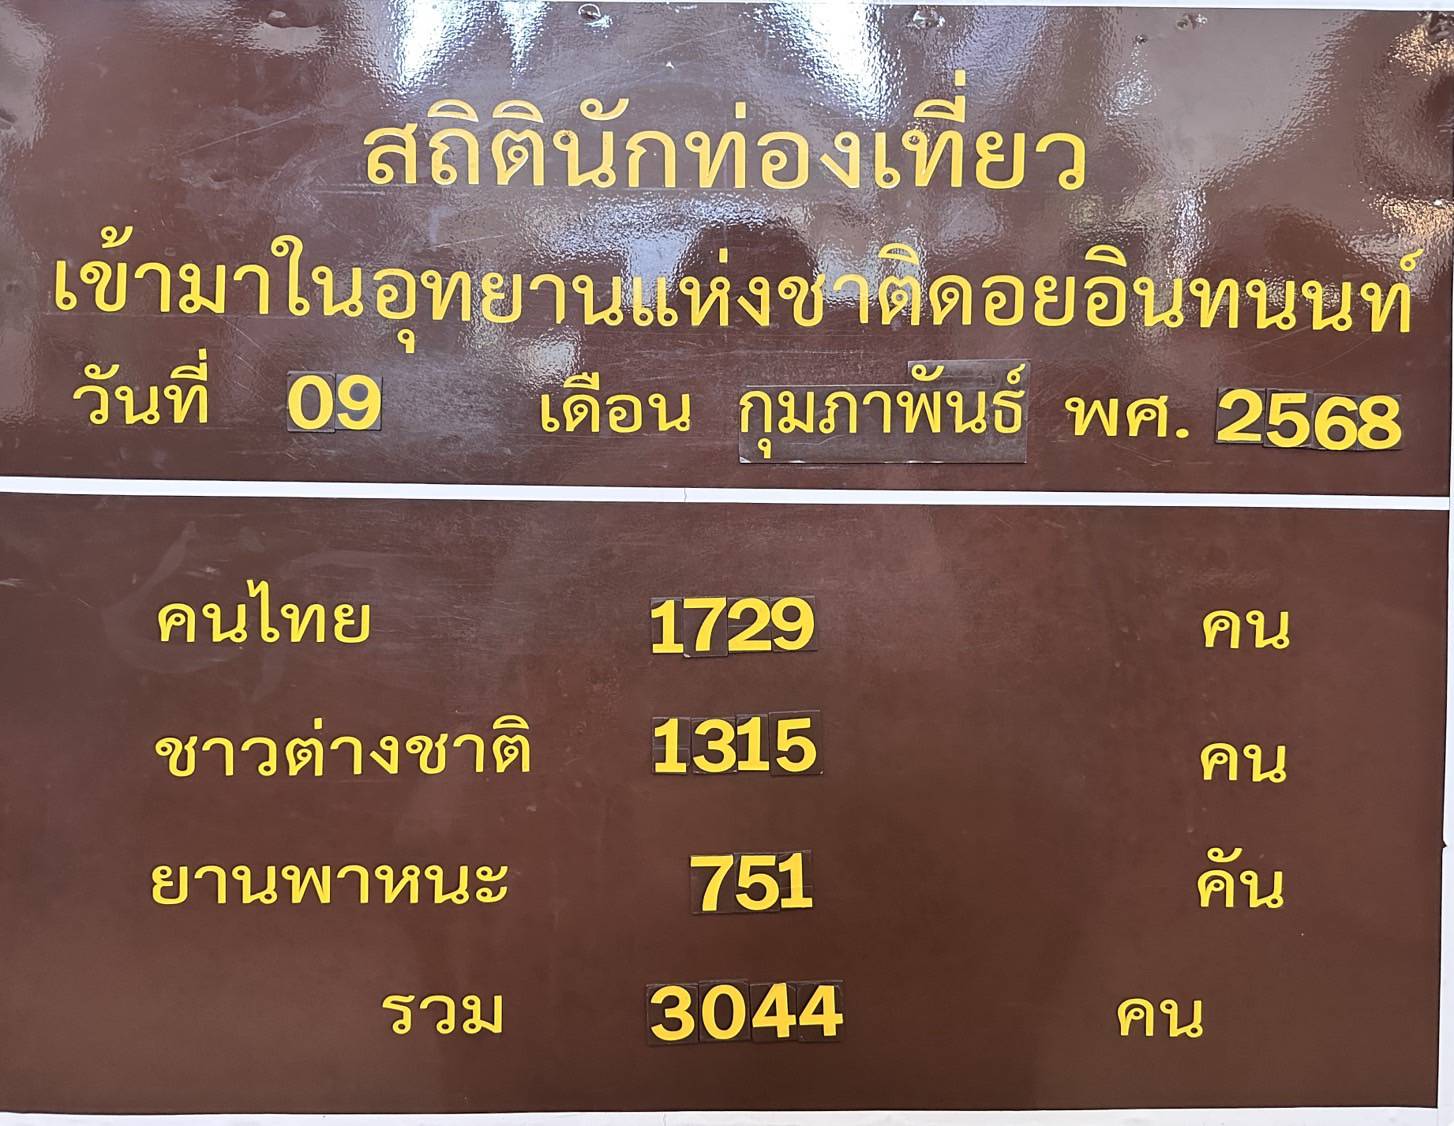 สถิตินักท่องเที่ยว
เข้ามาในอุทยานแห่งชาติดอยอินทนนท์
วันที่ 09 เดือน กุมภาพันธ์ พศ. 2568
คนไทย 1729 คน
ชาวต่างชาติ 1315 คน
ยานพาหนะ 751 คัน
รวม 3044 คน